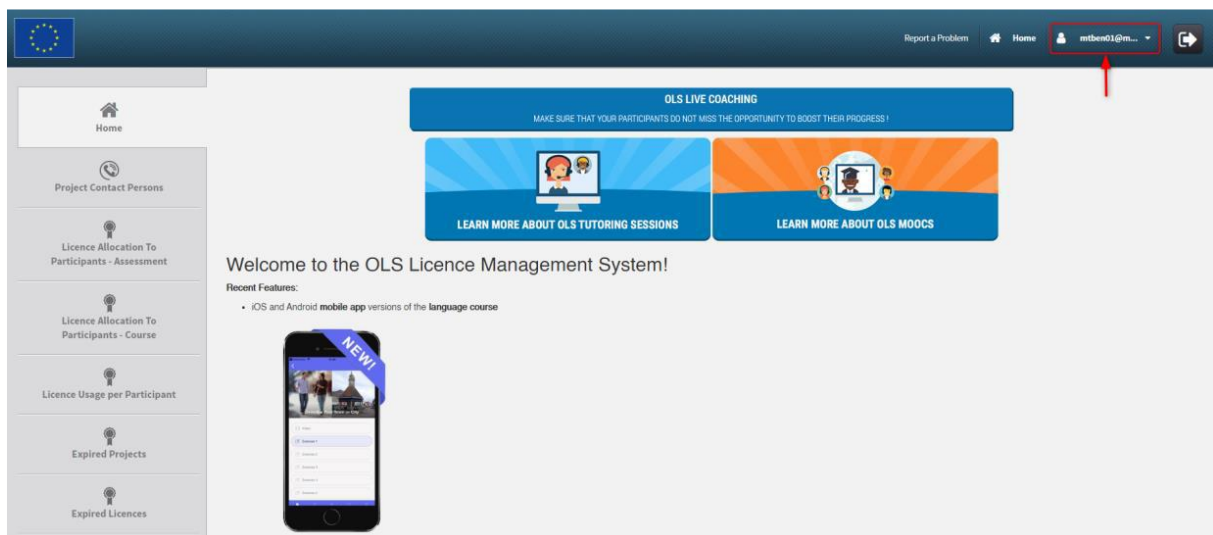 Report a Problem
Home
mtben01@m...
Home
Project Contact Persons
Licence Allocation To
Participants - Assessment
Licence Allocation To
Participants - Course
Licence Usage per Participant
Expired Projects
Expired Licences
OLS LIVE COACHING
MAKE SURE THAT YOUR PARTICIPANTS DO NOT MISS THE OPPORTUNITY TO BOOST THEIR PROGRESS !
LEARN MORE ABOUT OLS TUTORING SESSIONS
LEARN MORE ABOUT OLS MOOCS
Welcome to the OLS Licence Management System!
Recent Features:
• iOS and Android mobile app versions of the language course
NEW!